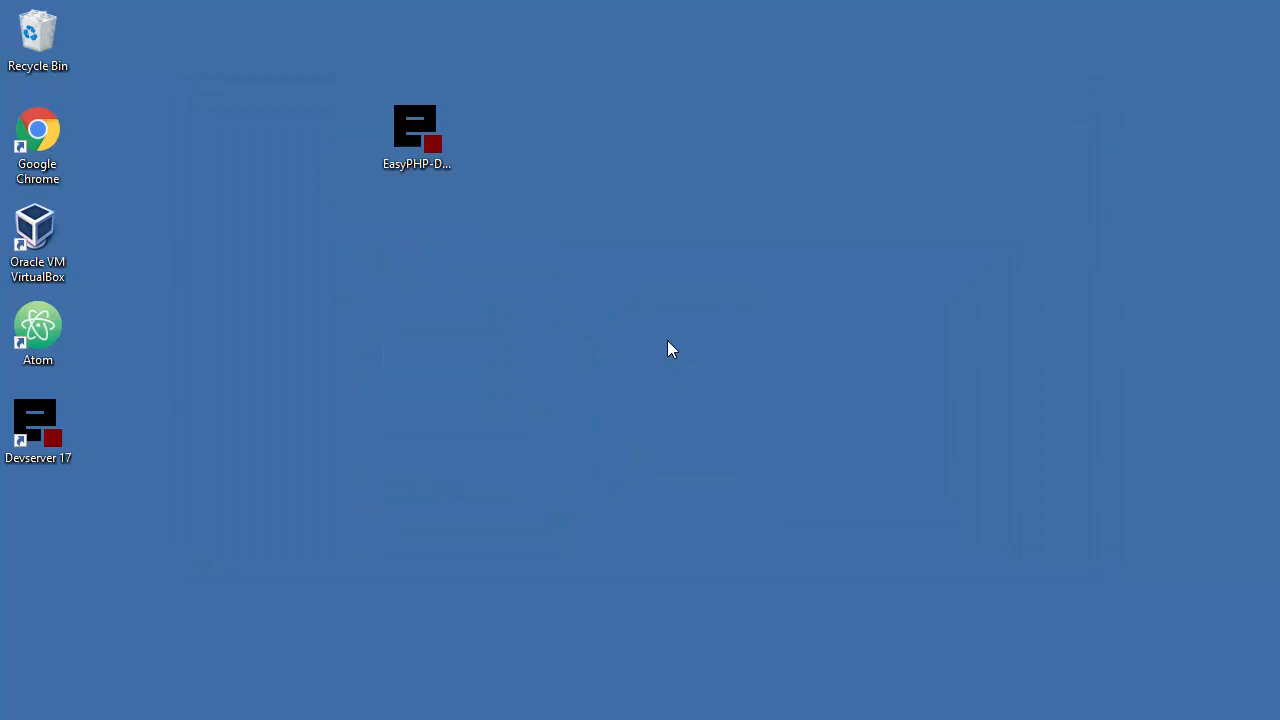 Recycle Bin
Google
Chrome
Oracle VM
VirtualBox
Atom
Devserver 17
EasyPHP-D...